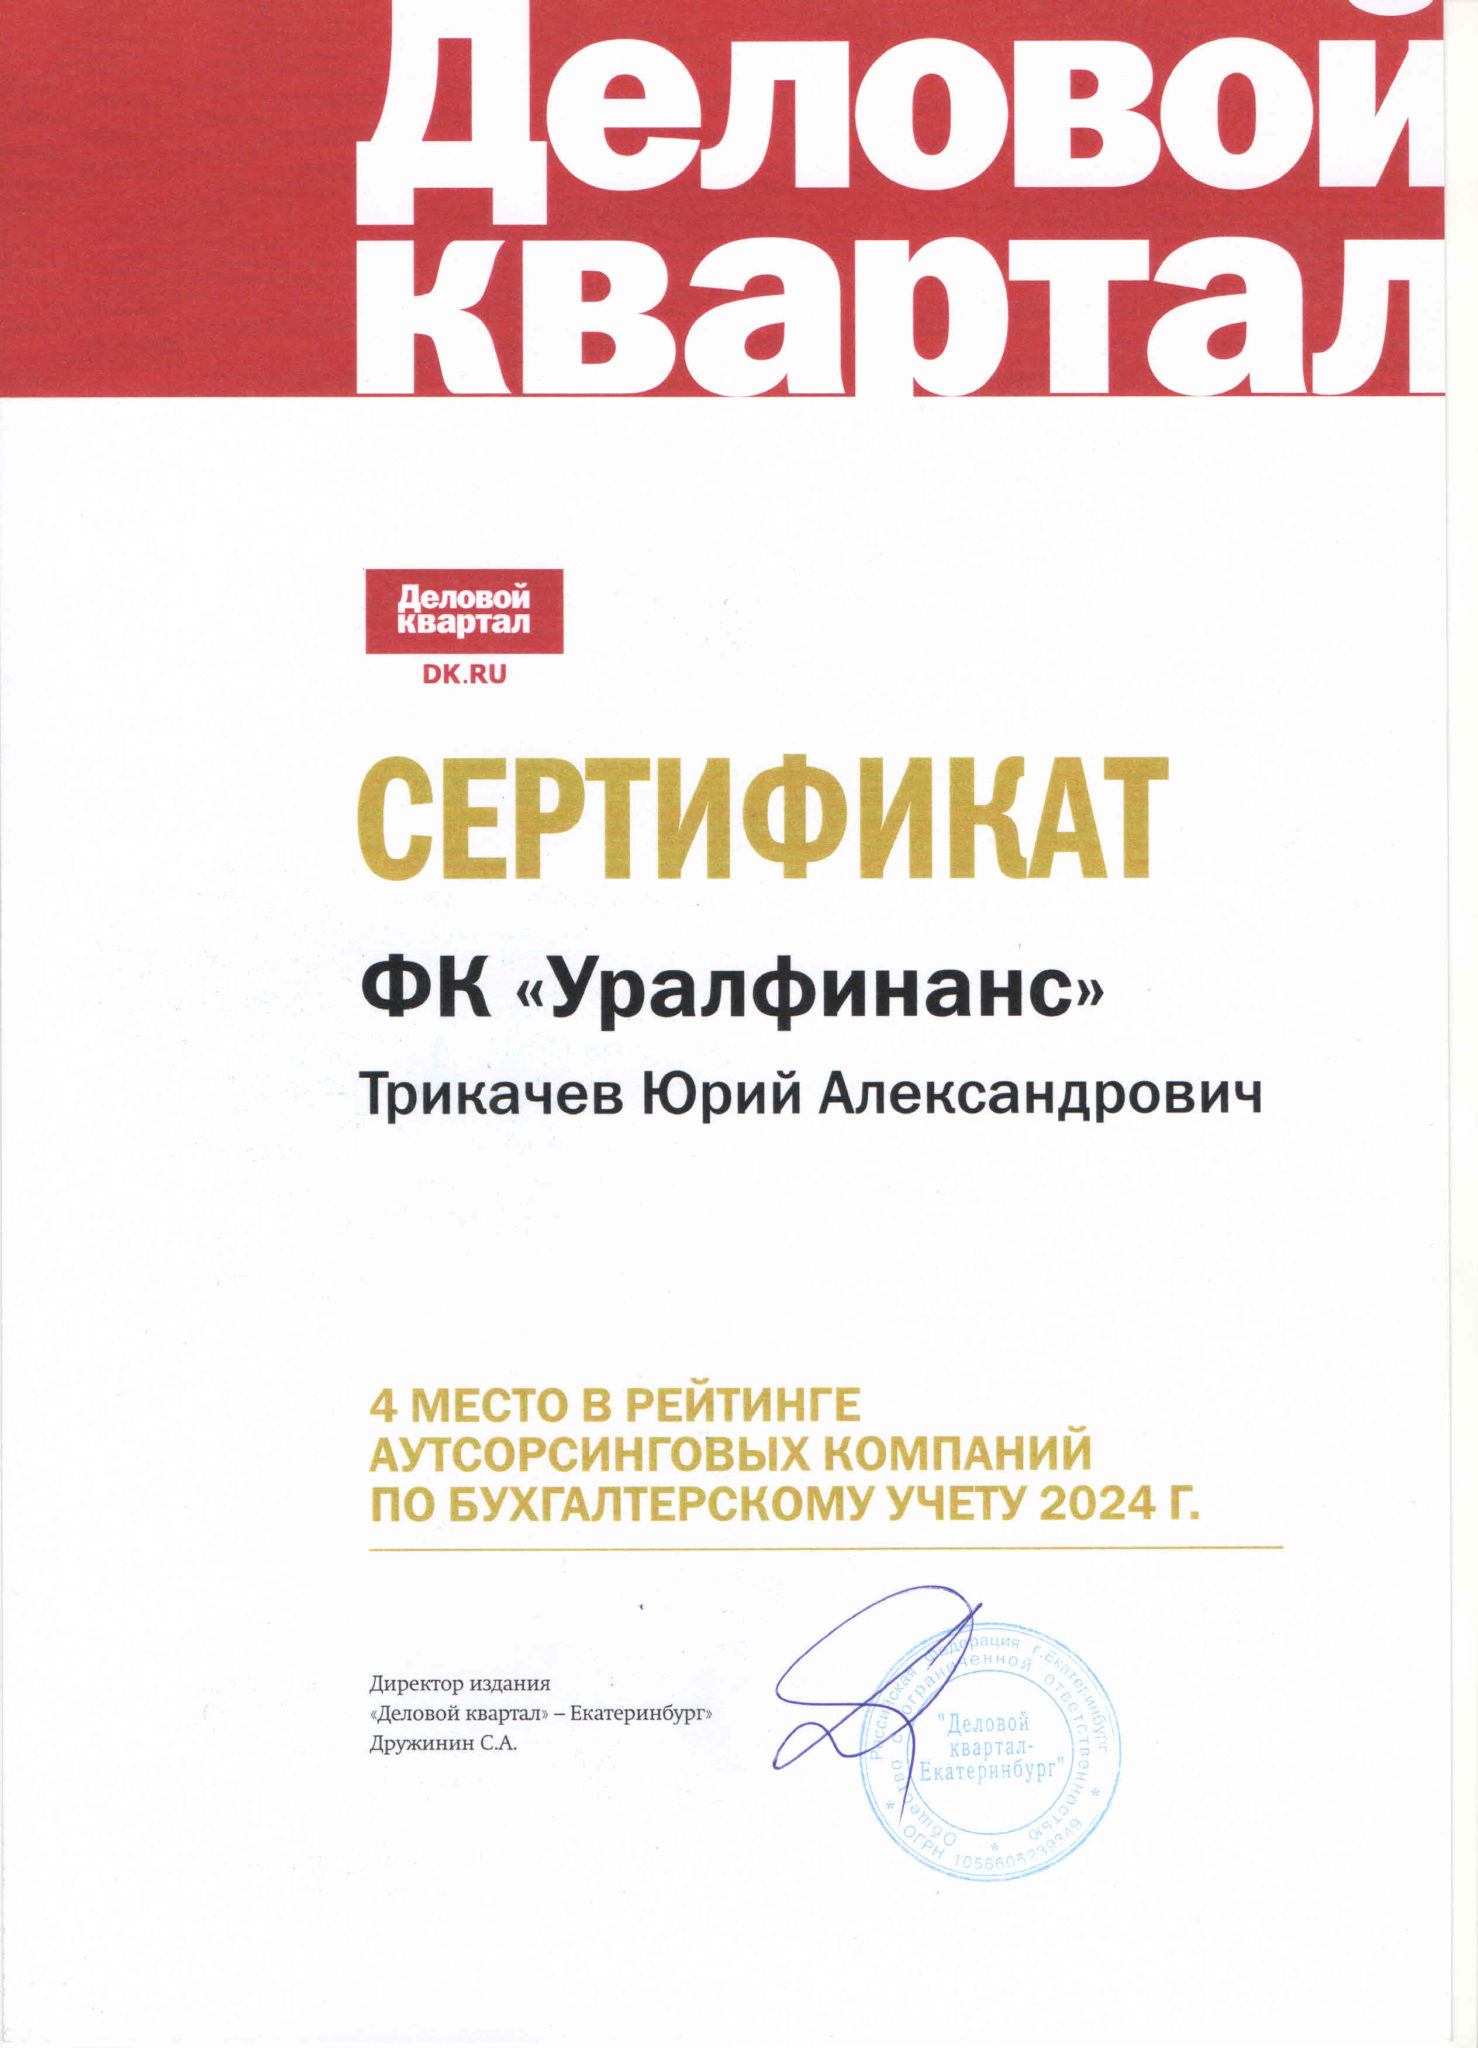 Деловой
квартал
Деловой
квартал
DK.RU
СЕРТИФИКАТ
ФК «Уралфинанс»
Трикачев Юрий Александрович
4 МЕСТО В РЕЙТИНГЕ
АУТСОРСИНГОВЫХ КОМПАНИЙ
ПО БУХГАЛТЕРСКОМУ УЧЕТУ 2024 Г.
Директор издания
«Деловой квартал» – Екатеринбург»
Дружинин С.А.
Российская Федерация г.Екатеринбург
Общество с ограниченной ответственностью
"Деловой
квартал-
Екатеринбург"
ОГРН